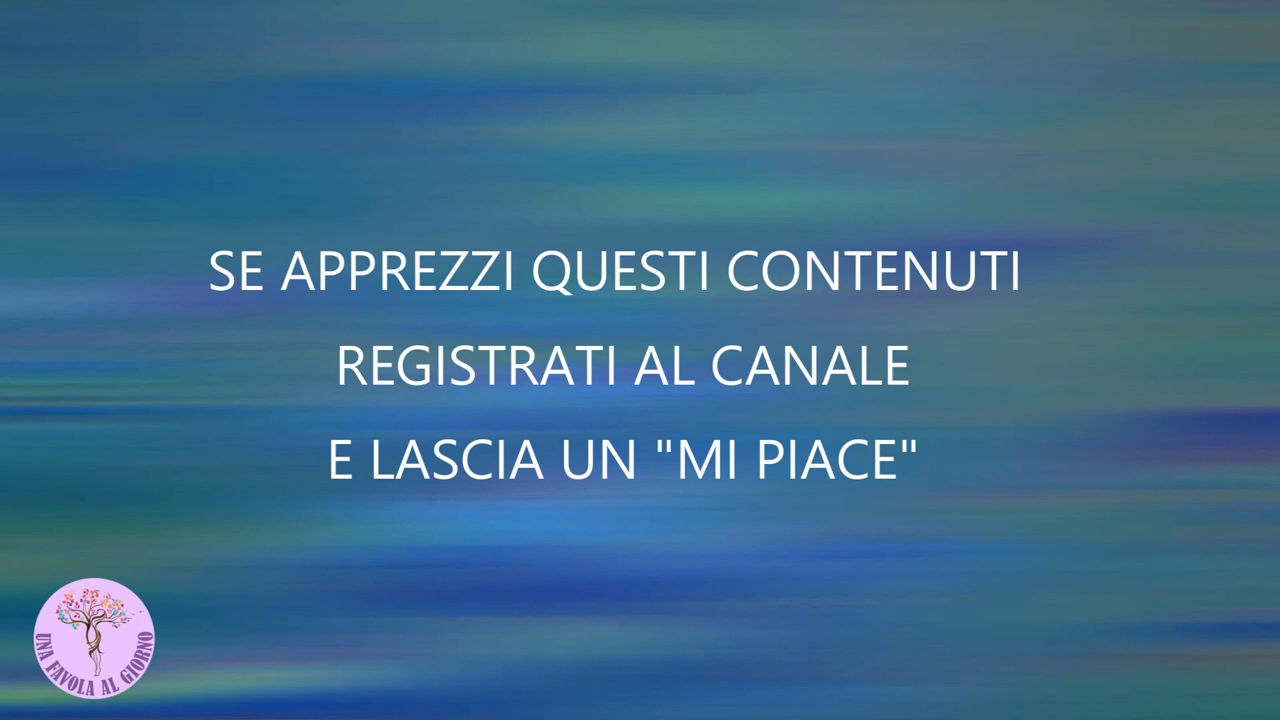 SE APPREZZI QUESTI CONTENUTI
REGISTRATI AL CANALE
E LASCIA UN "MI PIACE"
UNA FAVOLA AL GIORNO